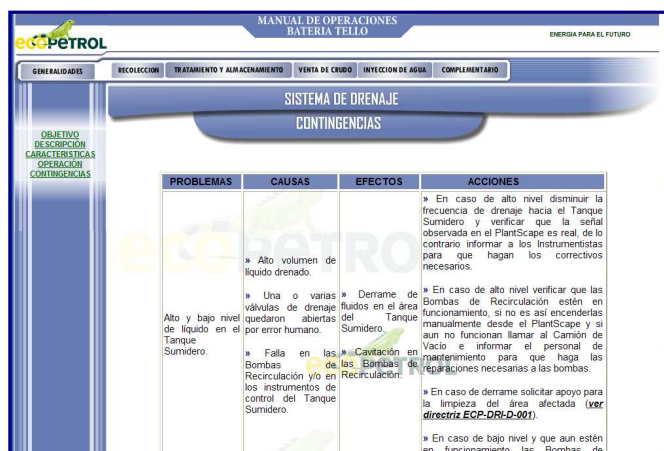 MANUAL DE OPERACIONES
BATERIA TELLO
ecoPETROL
ENERGIA PARA EL FUTURO
GENERALIDADES
RECOLECCION
TRATAMIENTO Y ALMACENAMIENTO
VENTA DE CRUDO
INYECCION DE AGUA
COMPLEMENTARIO
SISTEMA DE DRENAJE
CONTINGENCIAS
OBJETIVO
DESCRIPCIÓN
CARACTERISTICAS
OPERACIÓN
CONTINGENCIAS
PROBLEMAS
CAUSAS
EFECTOS
ACCIONES
Alto y bajo nivel
de líquido en el
Tanque
Sumidero.
» Alto volumen de
líquido drenado.
» Una o varias
válvulas de drenaje
quedaron abiertas
por error humano.
» Falla en las
Bombas de
Recirculación y/o en
los instrumentos de
control del Tanque
Sumidero.
» Derrame de
fluidos en el área
del Tanque
Sumidero.
» Cavitación en
las Bombas de
Recirculación.
» En caso de alto nivel disminuir la
frecuencia de drenaje hacia el Tanque
Sumidero y verificar que la señal
observada en el PlantScape es real, de lo
contrario informar a los Instrumentistas
para que hagan los correctivos
necesarios.
» En caso de alto nivel verificar que las
Bombas de Recirculación estén en
funcionamiento, si no es así encenderlas
manualmente desde el PlantScape y si
aun no funcionan llamar al Camión de
Vacío e informar el personal de
mantenimiento para que haga las
reparaciones necesarias a las bombas.
» En caso de derrame solicitar apoyo para
la limpieza del área afectada (ver
directriz ECP-DRI-D-001).
» En caso de bajo nivel y que aun estén
en funcionamiento las Bombas de
ecoPETROL
ecoPETROL